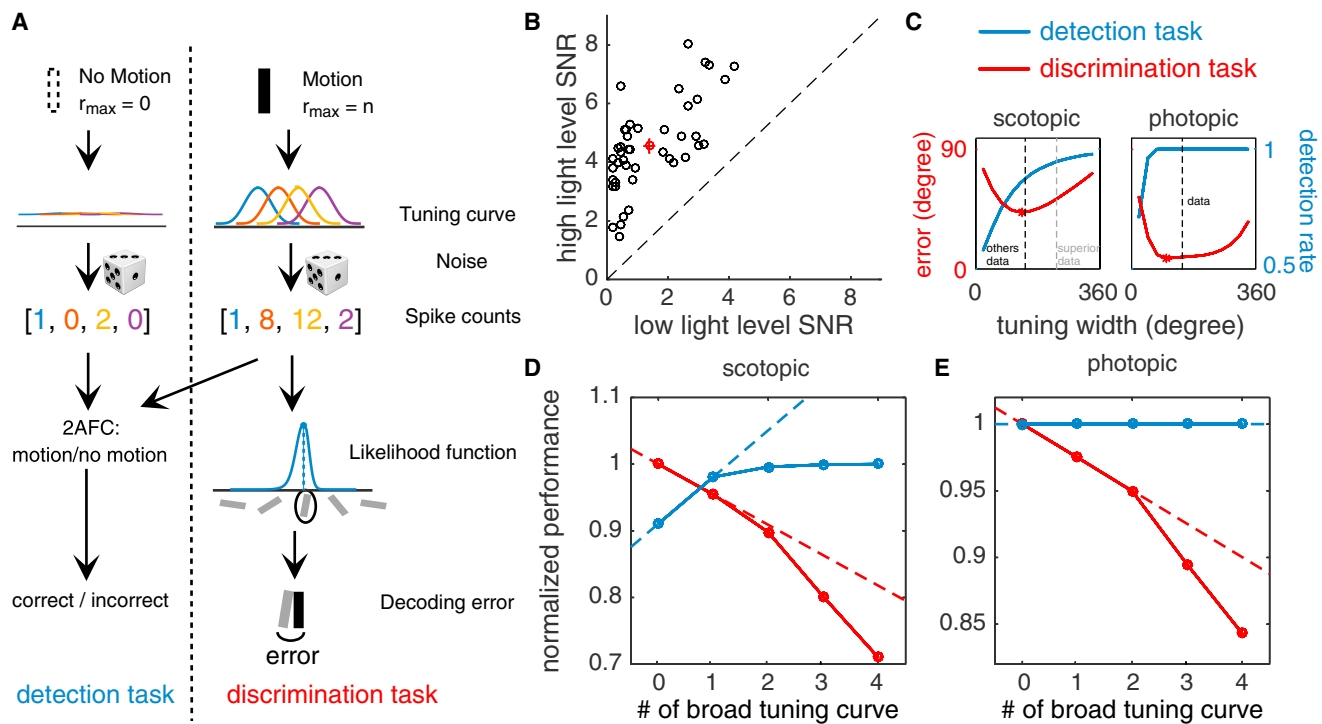 A
No Motion
r_max = 0
Motion
r_max = n
Tuning curve
Noise
[1, 0, 2, 0]
[1, 8, 12, 2]
Spike counts
2AFC:
motion/no motion
Likelihood function
correct / incorrect
Decoding error
error
detection task
discrimination task
B
high level light SNR
8
6
4
2
0
0
2
4
6
8
low light level SNR
C
detection task
discrimination task
scotopic
photopic
error (degree)
90
0
others
data
superior
data
data
1
0.5
detection rate
0
360
0
360
tuning width (degree)
D
scotopic
normalized performance
1.1
1
0.9
0.8
0.7
0
1
2
3
4
# of broad tuning curve
E
photopic
1
0.95
0.9
0.85
0
1
2
3
4
# of broad tuning curve